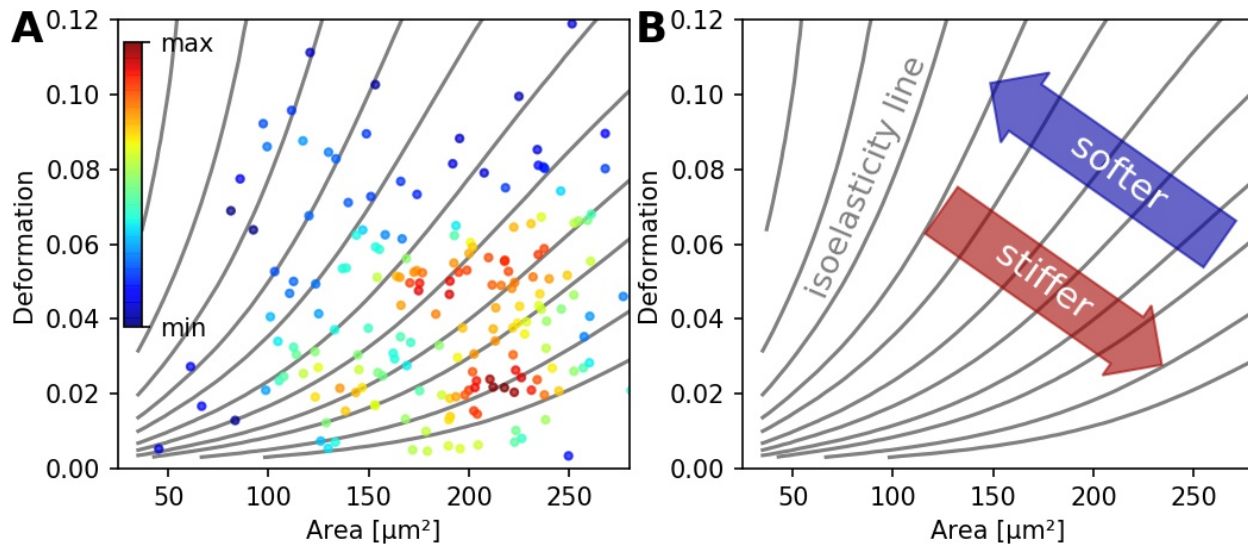 A
max
min
0.12
0.10
0.08
0.06
0.04
0.02
0.00
Deformation
50
100
150
200
250
Area [µm²]
B
0.12
0.10
0.08
0.06
0.04
0.02
0.00
Deformation
isoelasticity line
softer
stiffer
50
100
150
200
250
Area [µm²]